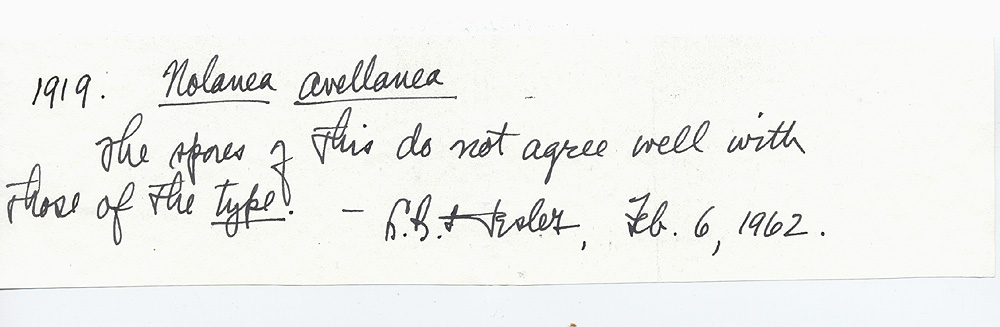 1919. Nolanea avellanea
The spores of this do not agree well with
those of the type. - L.R. Hesler, Feb. 6, 1962.